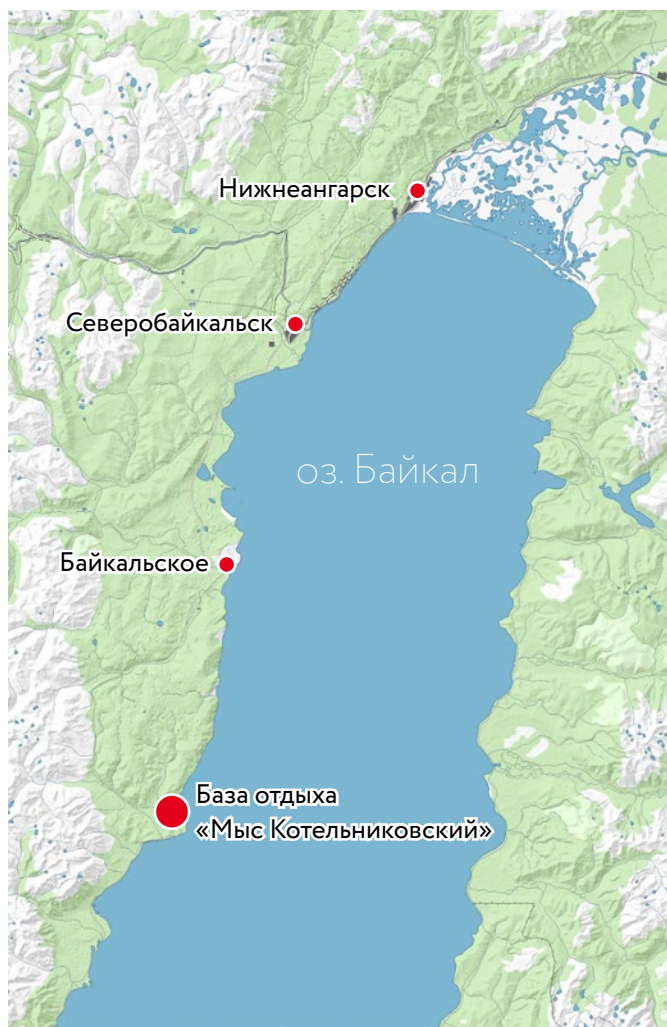 Нижнеангарск
Северобайкальск
оз. Байкал
Байкальское
База отдыха
«Мыс Котельниковский»